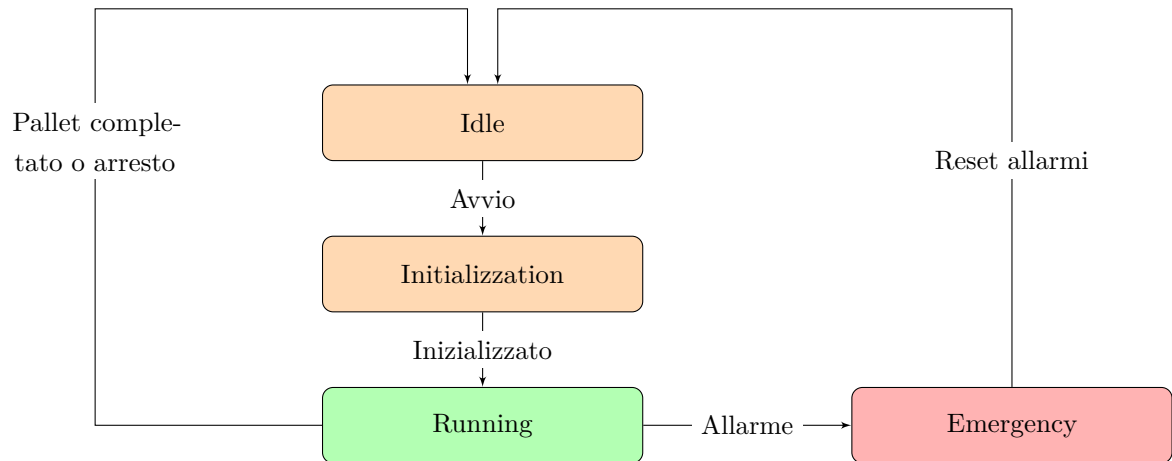 Idle
Pallet comple-
tato o arresto
Reset allarmi
Avvio
Initializzation
Inizializzato
Running
Allarme
Emergency